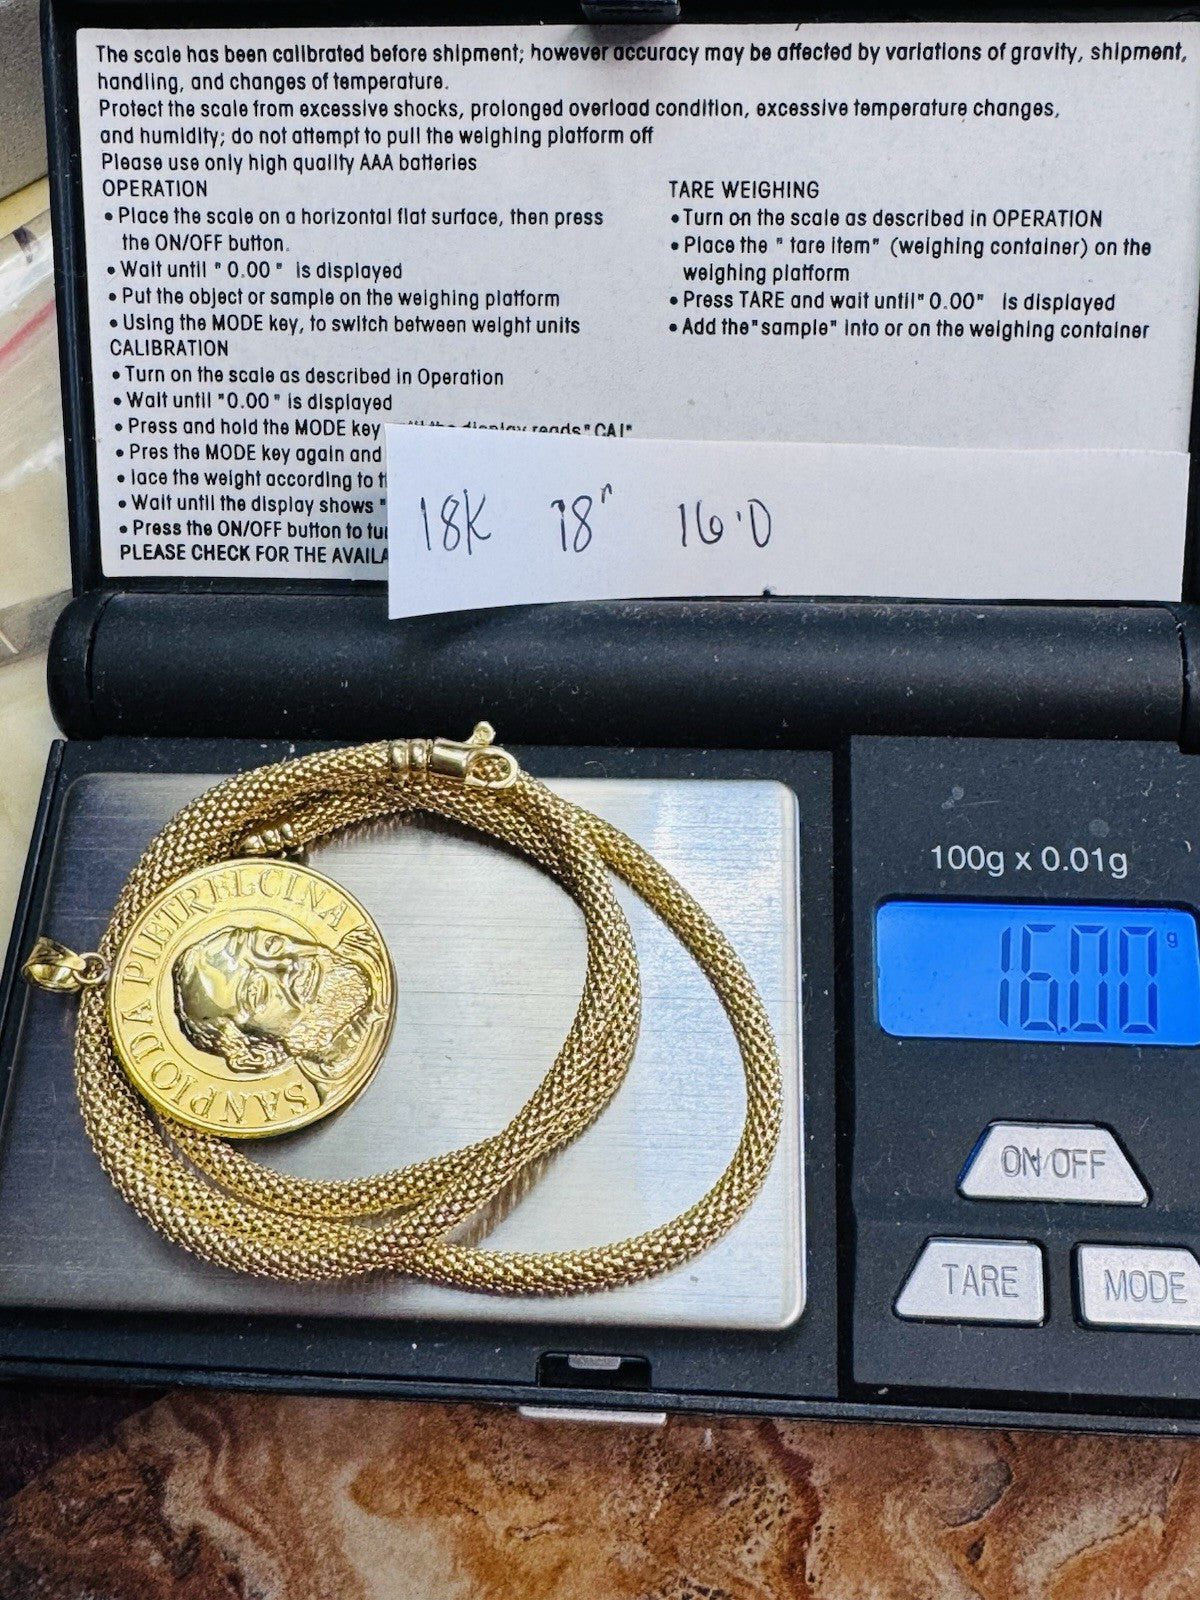 The scale has been calibrated before shipment; however accuracy may be affected by variations of gravity, shipment,
handling, and changes of temperature.
Protect the scale from excessive shocks, prolonged overload condition, excessive temperature changes,
and humidity; do not attempt to pull the weighing platform off
Please use only high quality AAA batteries
OPERATION
• Place the scale on a horizontal flat surface, then press
the ON/OFF button.
• Wait until " 0.00 " is displayed
• Put the object or sample on the weighing platform
• Using the MODE key, to switch between weight units
CALIBRATION
• Turn on the scale as described in Operation
• Wait until "0.00 " is displayed
• Press and hold the MODE key until the display reads " CAL"
• Pres the MODE key again and
• lace the weight according to
• Wait until the display shows "
• Press the ON/OFF button to
PLEASE CHECK FOR THE
TARE WEIGHING
• Turn on the scale as described in OPERATION
• Place the " tare item" (weighing container) on the
weighing platform
• Press TARE and wait until" 0.00" is displayed
• Add the"sample" into or on the weighing container
18K 18" 16.0
100g x 0.01g
16.00 g
ON/OFF
TARE MODE
SAN PIO DA PIETRELCINA